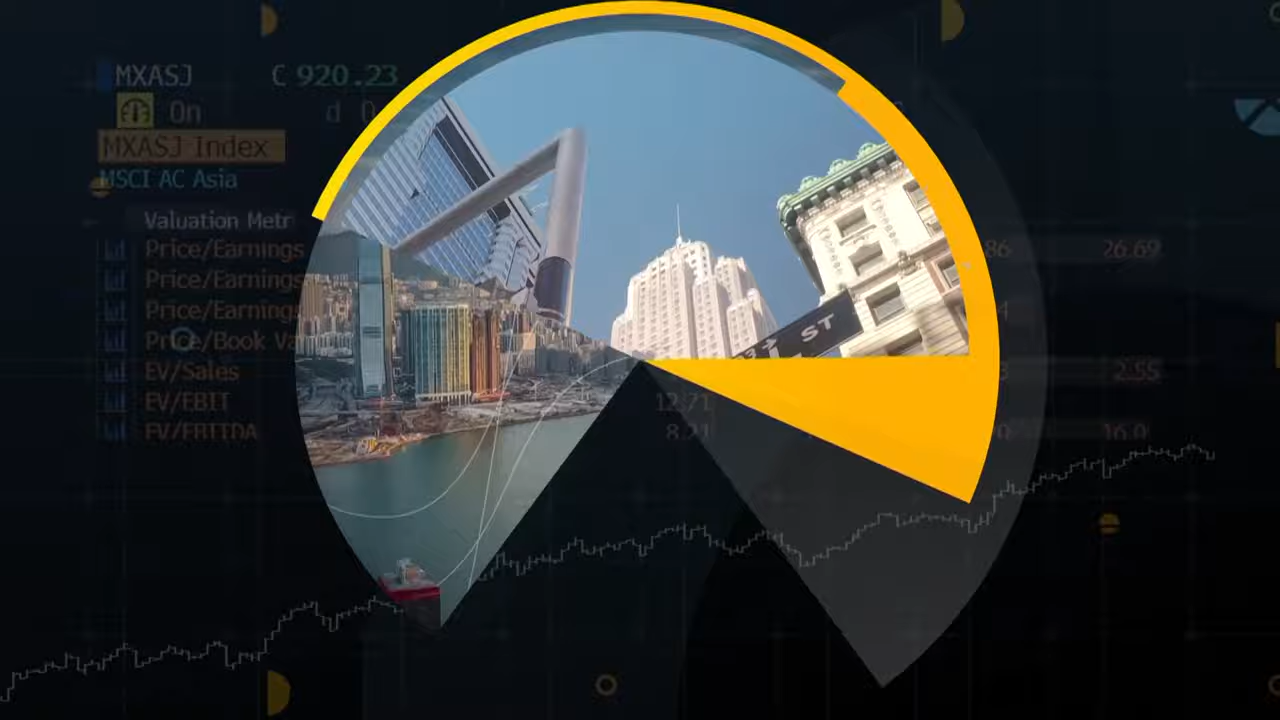 MXASJ C 920.23
On d
MXASJ Index
MSCI AC Asia
Valuation Metr
Price/Earnings 26.69
Price/Earnings
Price/Earnings
Price/Book Va
EV/Sales 2.55
EV/EBIT 12.71
EV/EBITDA 8.21 16.0
ST